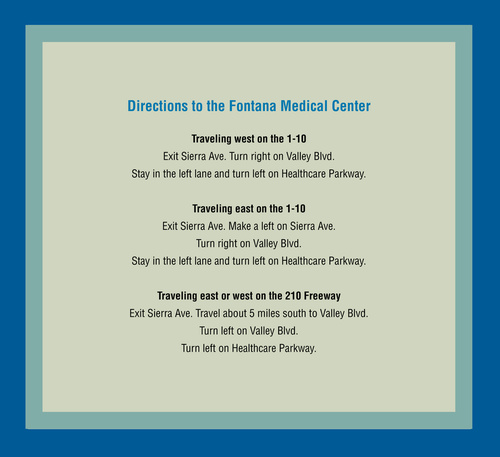 Directions to the Fontana Medical Center
Traveling west on the 1-10
Exit Sierra Ave. Turn right on Valley Blvd.
Stay in the left lane and turn left on Healthcare Parkway.
Traveling east on the 1-10
Exit Sierra Ave. Make a left on Sierra Ave.
Turn right on Valley Blvd.
Stay in the left lane and turn left on Healthcare Parkway.
Traveling east or west on the 210 Freeway
Exit Sierra Ave. Travel about 5 miles south to Valley Blvd.
Turn left on Valley Blvd.
Turn left on Healthcare Parkway.